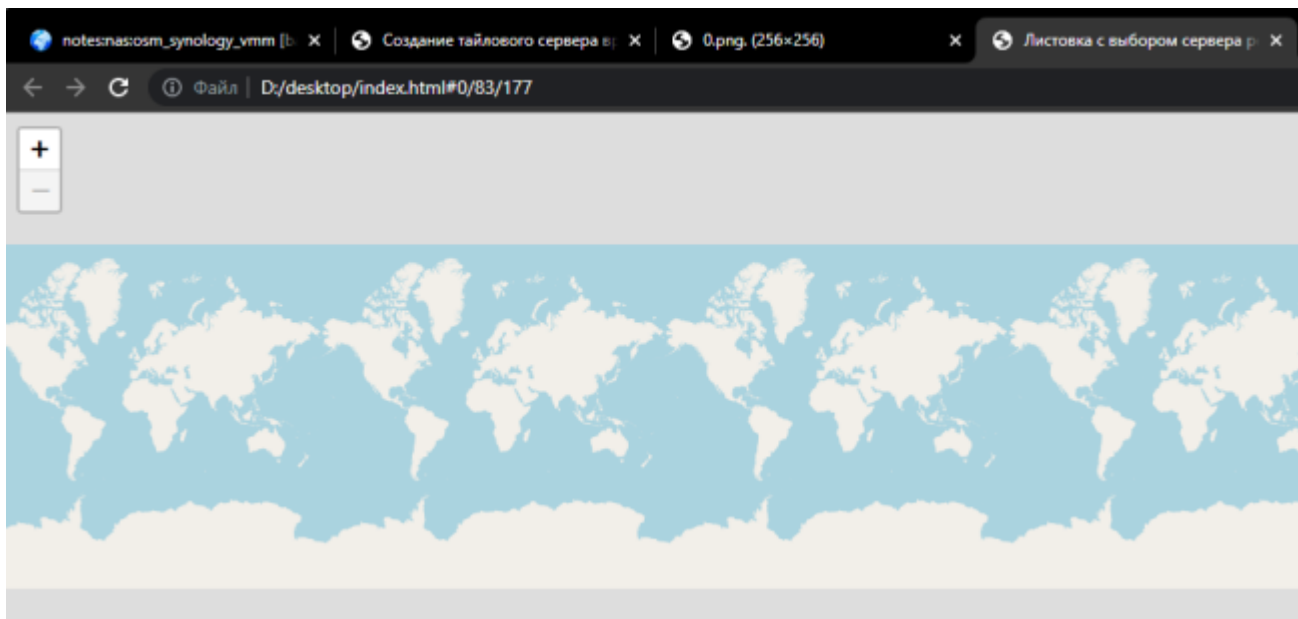 notes:nas:osm_synology_vmm [b
Создание тайлового сервера в
0.png. (256×256)
Листовка с выбором сервера р
Файл D:/desktop/index.html#0/83/177
+
−